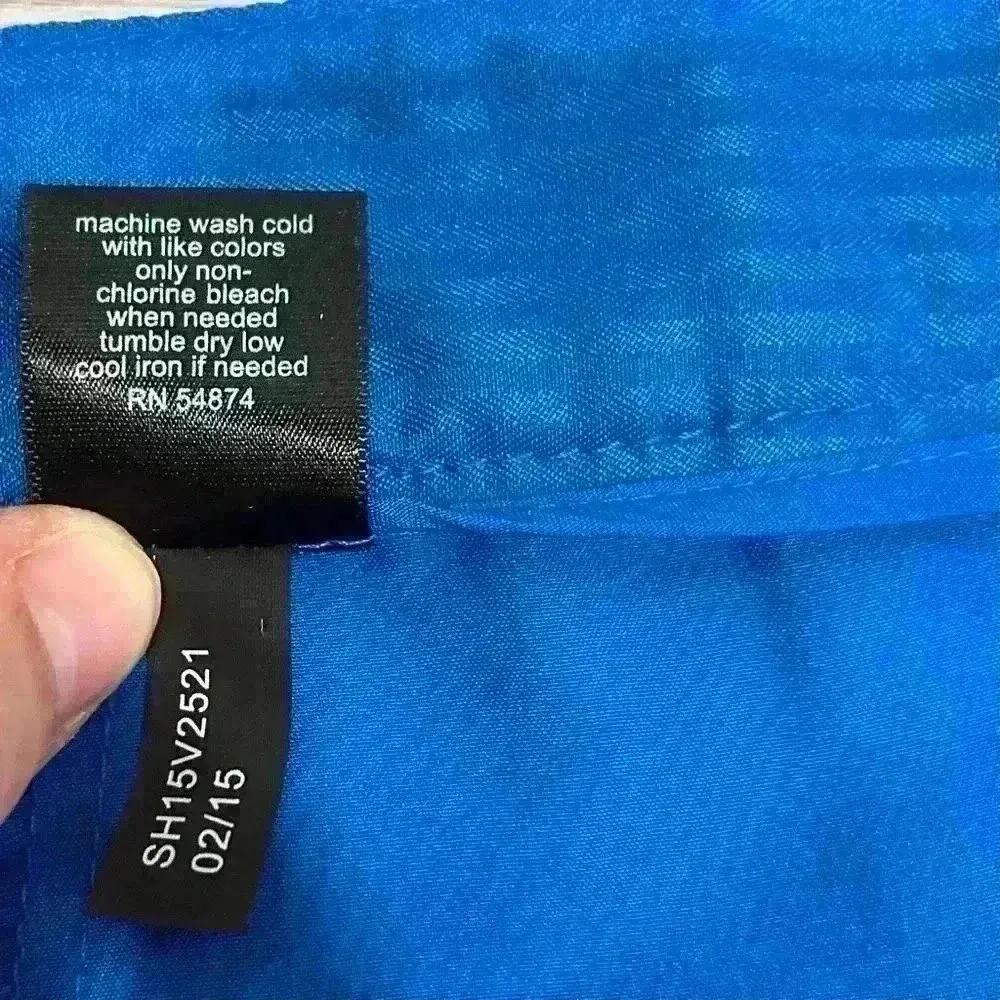 machine wash cold
with like colors
only non-
chlorine bleach
when needed
tumble dry low
cool iron if needed
RN 54874
SH15V2521
02/15